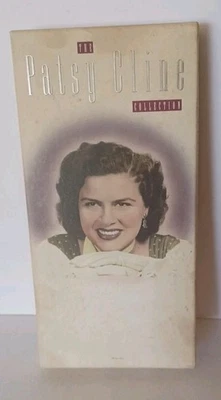 THE
Patsy Cline
COLLECTION